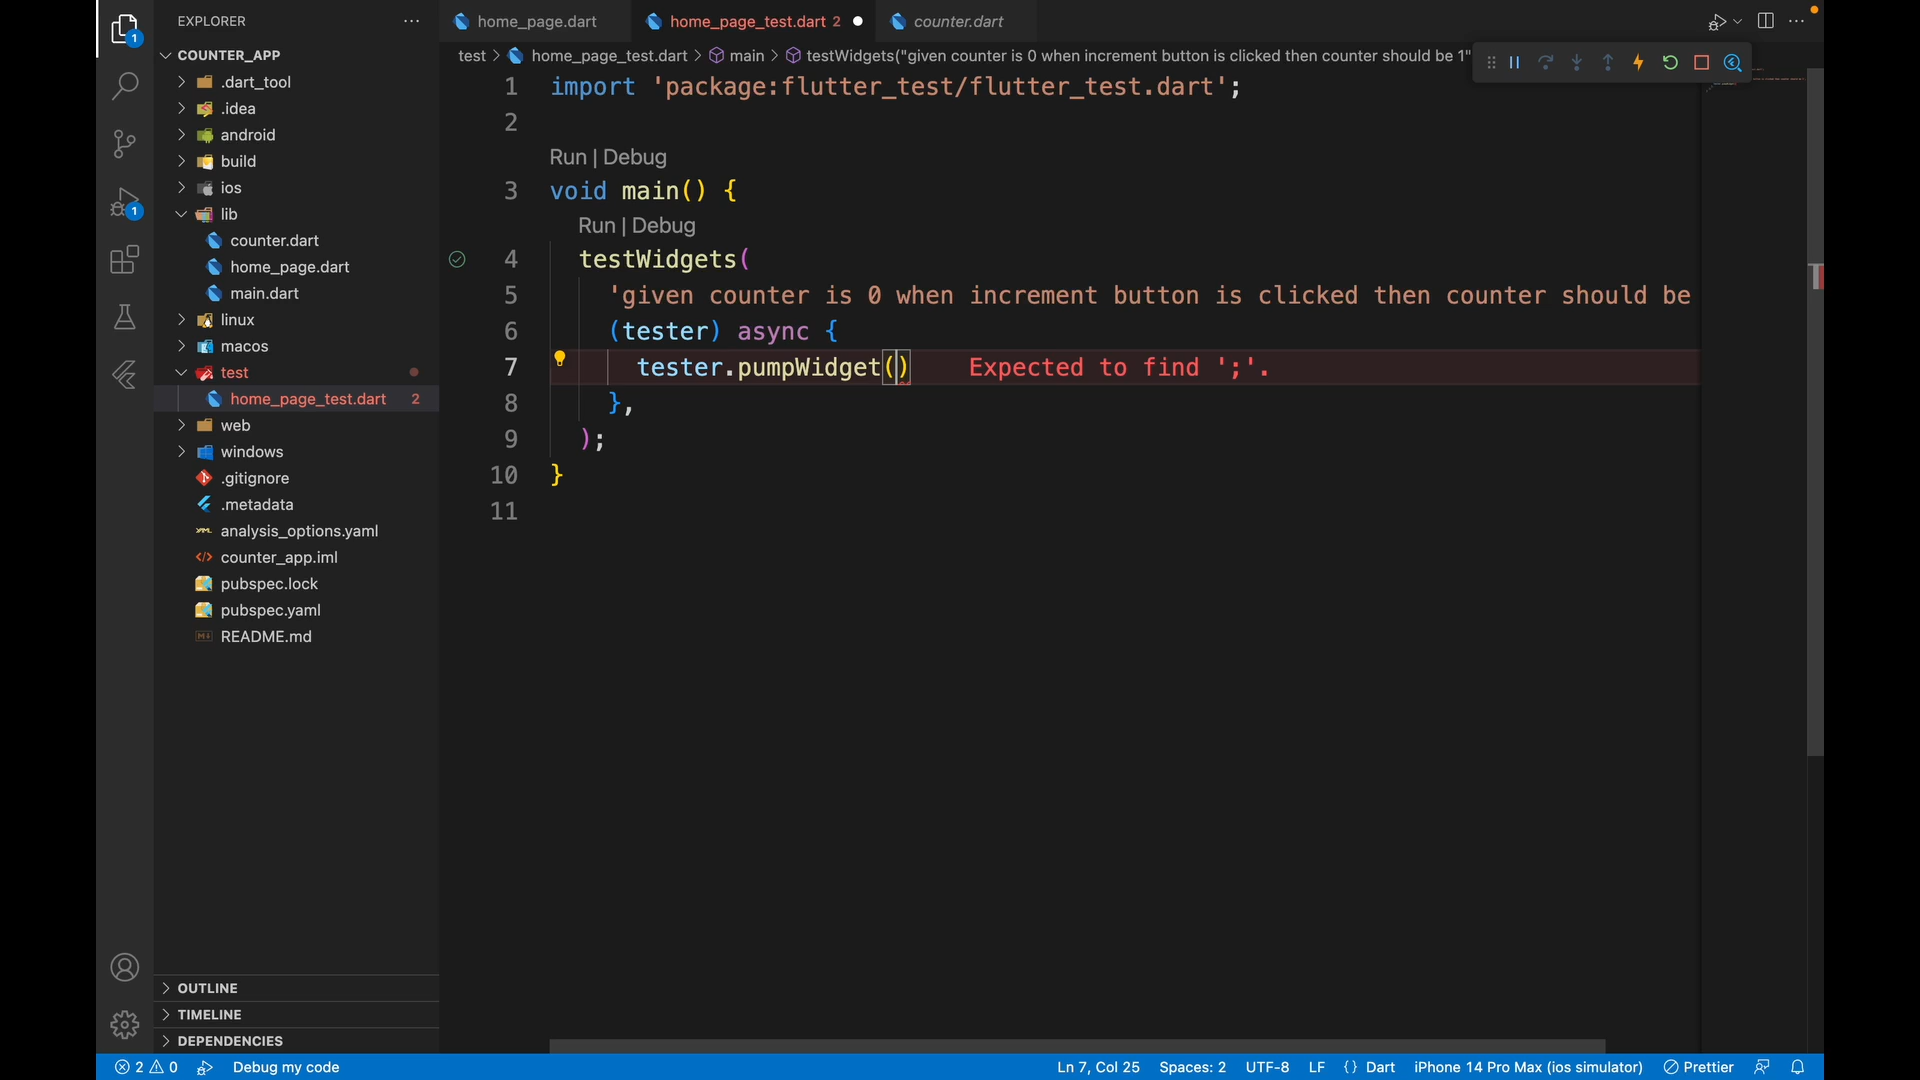 EXPLORER
COUNTER_APP
.dart_tool
.idea
android
build
ios
lib
counter.dart
home_page.dart
main.dart
linux
macos
test
home_page_test.dart 2
web
windows
.gitignore
.metadata
analysis_options.yaml
counter_app.iml
pubspec.lock
pubspec.yaml
README.md
OUTLINE
TIMELINE
DEPENDENCIES
1
1
home_page.dart home_page_test.dart 2 counter.dart
test > home_page_test.dart > main > testWidgets("given counter is 0 when increment button is clicked then counter should be 1"
1 import 'package:flutter_test/flutter_test.dart';
2
Run | Debug
3 void main() {
Run | Debug
4 testWidgets(
5 'given counter is 0 when increment button is clicked then counter should be
6 (tester) async {
7 tester.pumpWidget() Expected to find ';'.
8 },
9 );
10 }
11
2 0 Debug my code Ln 7, Col 25 Spaces: 2 UTF-8 LF {} Dart iPhone 14 Pro Max (ios simulator) Prettier